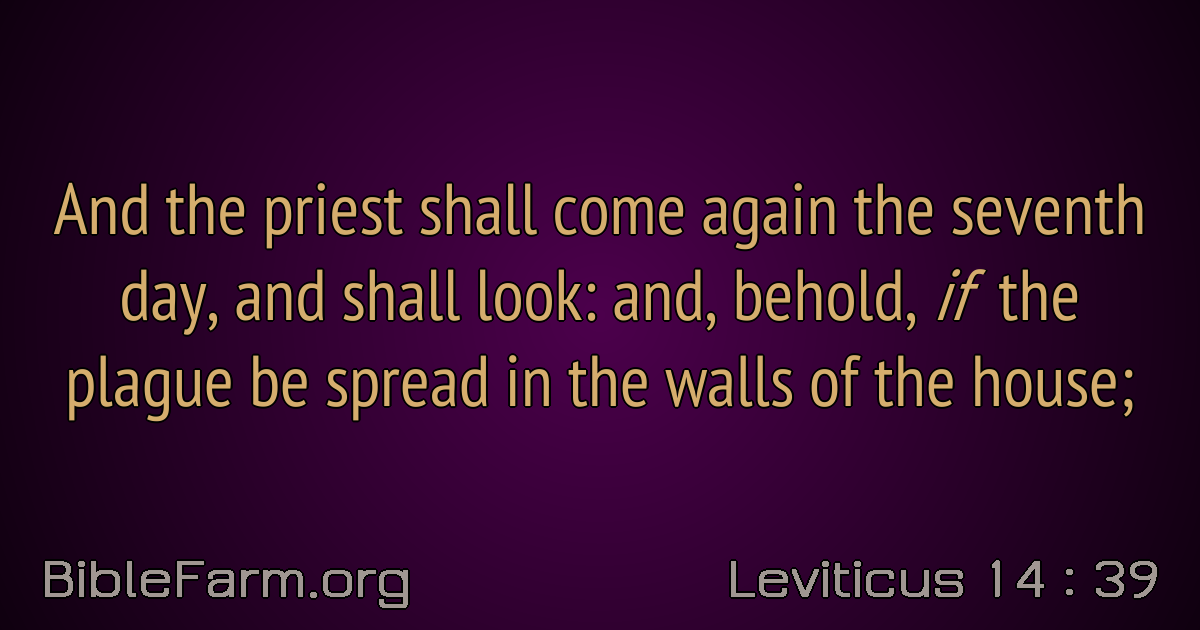 And the priest shall come again the seventh
day, and shall look: and, behold, if the
plague be spread in the walls of the house;
BibleFarm.org
Leviticus 14 : 39